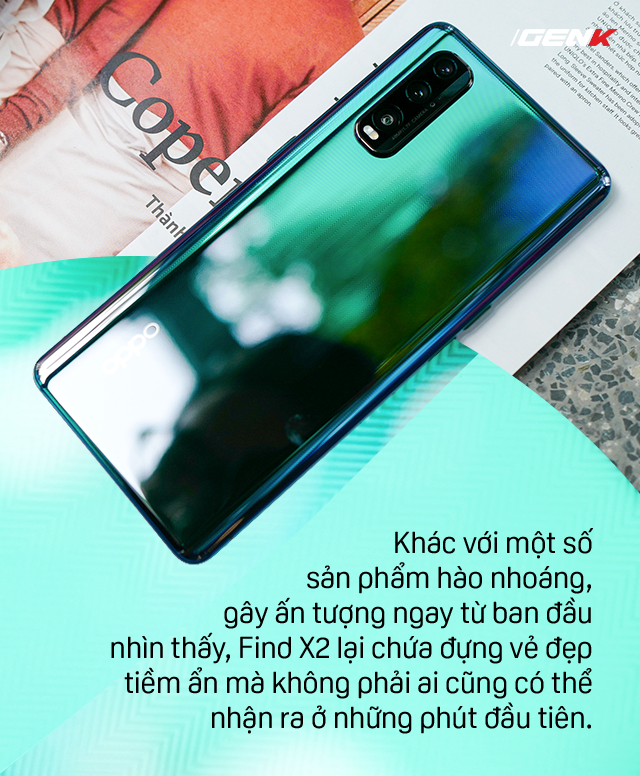 GENK
Copen
Thành
oppo
Khác với một số
sản phẩm hào nhoáng,
gây ấn tượng ngay từ ban đầu
nhìn thấy, Find X2 lại chứa đựng vẻ đẹp
tiềm ẩn mà không phải ai cũng có thể
nhận ra ở những phút đầu tiên.